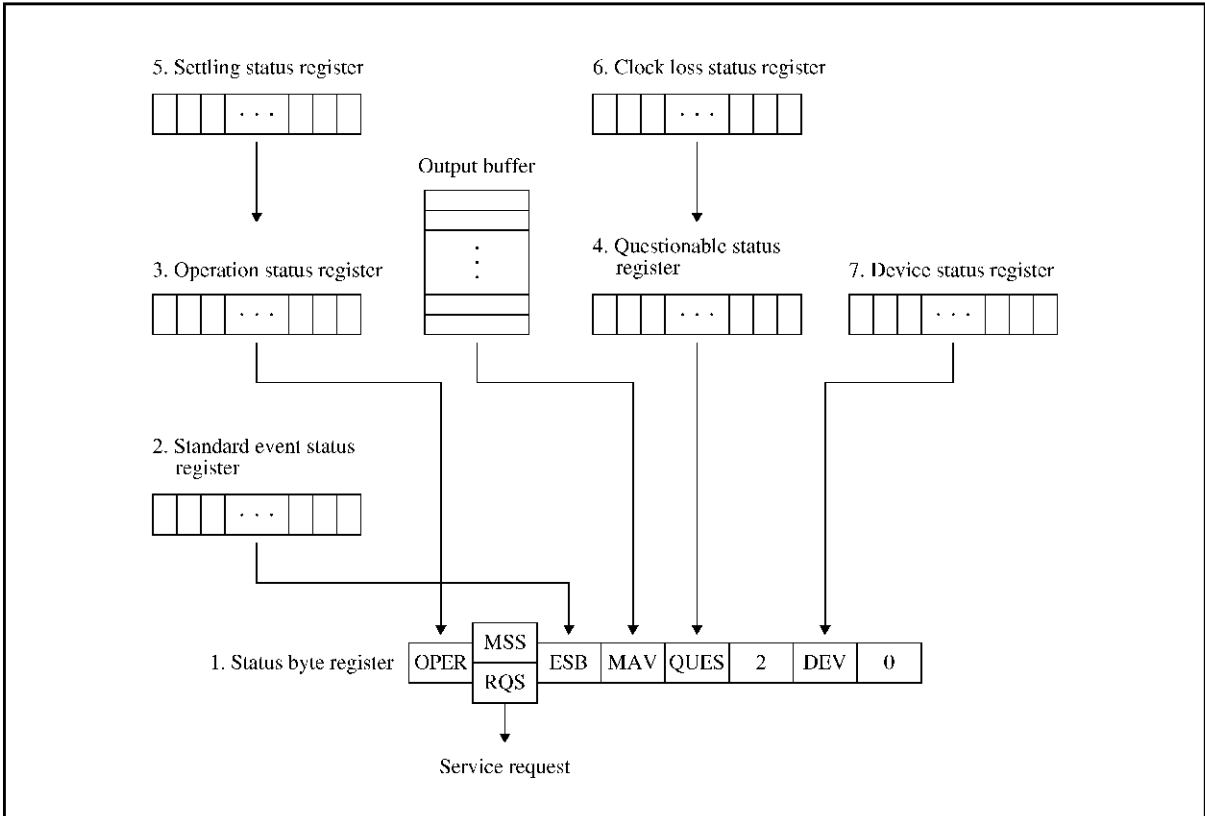 5. Settling status register
6. Clock loss status register
. . .
. . .
Output buffer
.
.
.
3. Operation status register
4. Questionable status
register
7. Device status register
. . .
. . .
. . .
2. Standard event status
register
. . .
1. Status byte register
OPER
MSS
RQS
ESB
MAV
QUES
2
DEV
0
Service request